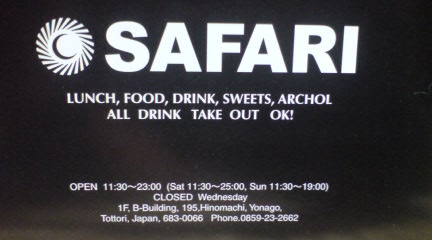 SAFARI
LUNCH, FOOD, DRINK, SWEETS, ARCHOL
ALL DRINK TAKE OUT OK!
OPEN 11:30～23:00 (Sat 11:30～25:00, Sun 11:30～19:00)
CLOSED Wednesday
1F, B-Building, 195,Hinomachi, Yonago,
Tottori, Japan, 683-0066 Phone.0859-23-2662